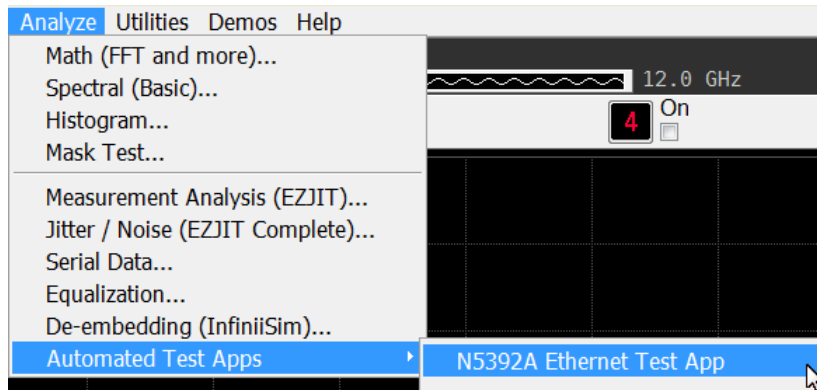 Analyze Utilities Demos Help
Math (FFT and more)...
Spectral (Basic)...
12.0 GHz
Histogram...
4 On
Mask Test...
Measurement Analysis (EZJIT)...
Jitter / Noise (EZJIT Complete)...
Serial Data...
Equalization...
De-embedding (InfiniiSim)...
Automated Test Apps
N5392A Ethernet Test App